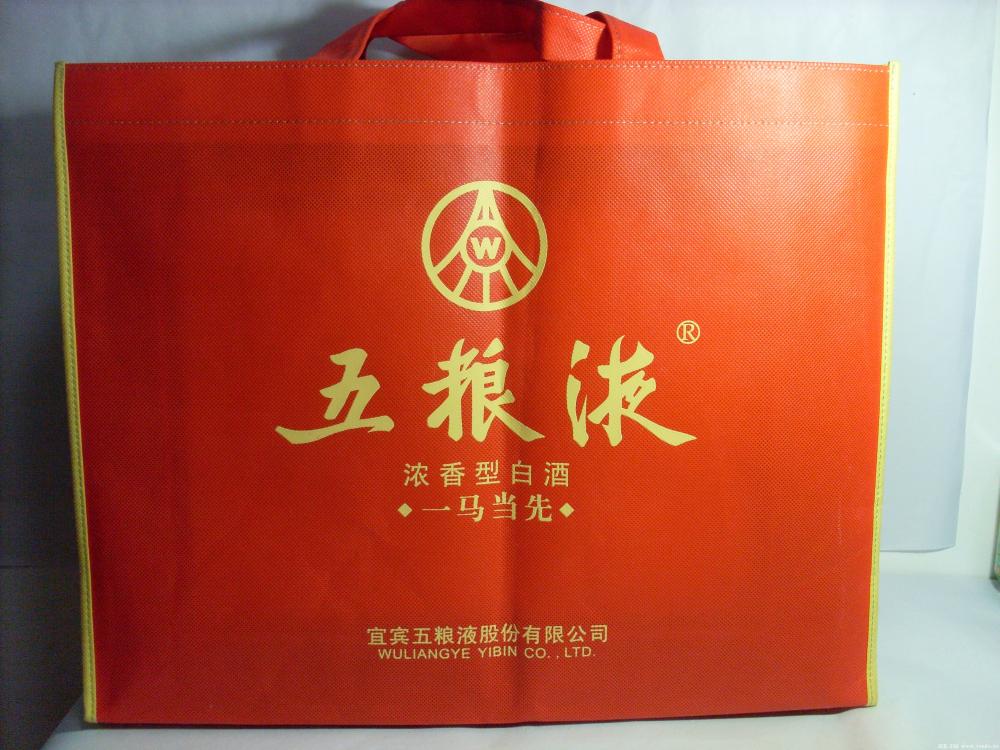 W
五粮液®
浓香型白酒
◆一马当先◆
宜宾五粮液股份有限公司
WULIANGYE YIBIN CO.,LTD.